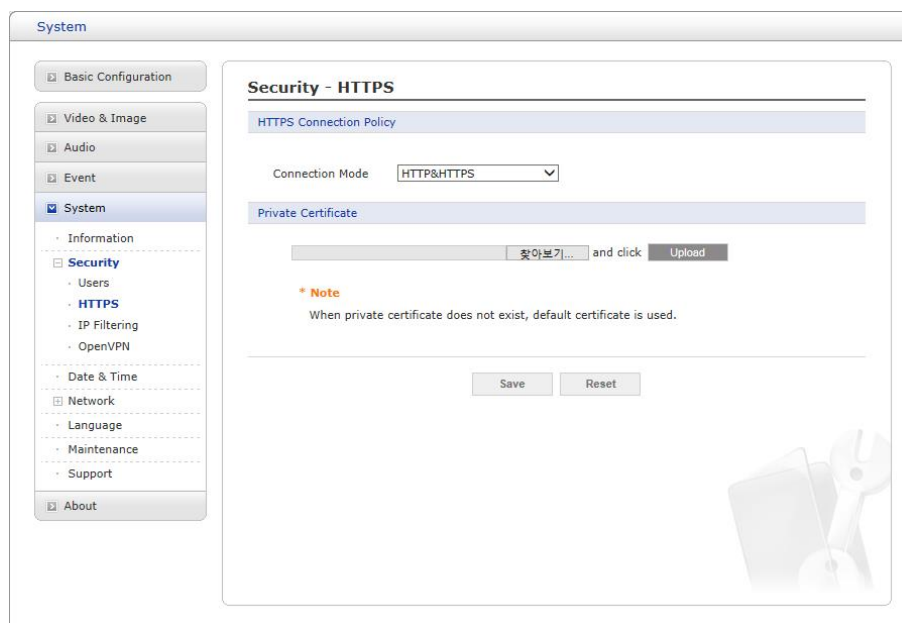 System
Basic Configuration
Video & Image
Audio
Event
System
· Information
Security
· Users
· HTTPS
· IP Filtering
· OpenVPN
· Date & Time
Network
· Language
· Maintenance
· Support
About
Security - HTTPS
HTTPS Connection Policy
Connection Mode HTTP&HTTPS
Private Certificate
찾아보기... and click Upload
* Note
When private certificate does not exist, default certificate is used.
Save Reset